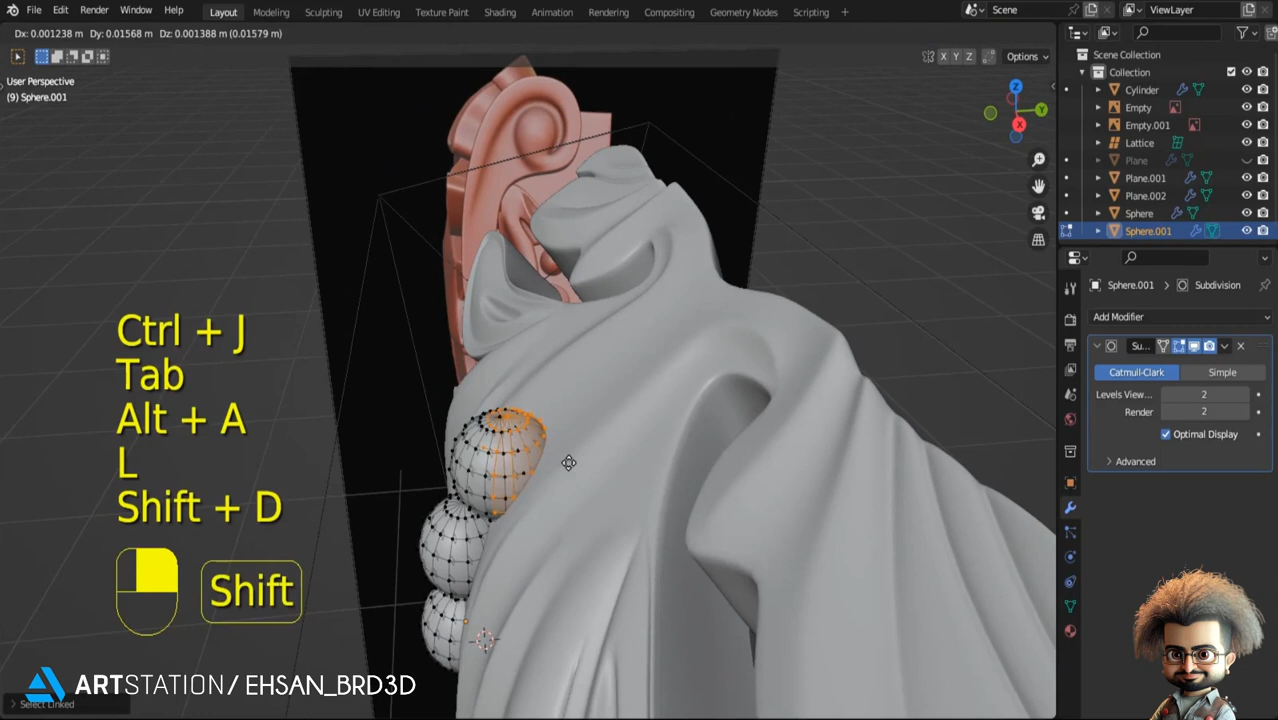 File Edit Render Window Help Layout Modeling Sculpting UV Editing Texture Paint Shading Animation Rendering Compositing Geometry Nodes Scripting + Scene ViewLayer
Dx: 0.001238 m Dy: 0.01568 m Dz: 0.001388 m (0.01579 m)
X Y Z Options
User Perspective
(9) Sphere.001
Z
Y
X
Scene Collection
Collection
Cylinder
Empty
Empty.001
Lattice
Plane
Plane.001
Plane.002
Sphere
Sphere.001
Sphere.001 > Subdivision
Add Modifier
Su...
Catmull-Clark Simple
Levels View... 2
Render 2
Optimal Display
Advanced
Ctrl + J
Tab
Alt + A
L
Shift + D
Shift
ARTSTATION / EHSAN_BRD3D
Select Linked